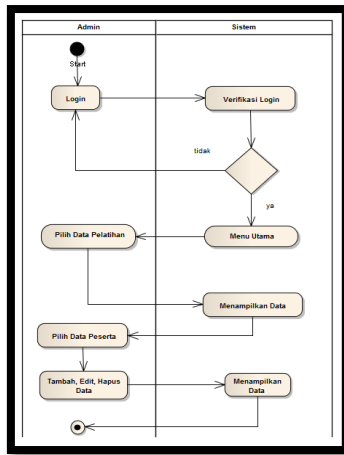 Admin
Sistem
Start
Login
Verifikasi Login
tidak
ya
Pilih Data Pelatihan
Menu Utama
Menampilkan Data
Pilih Data Peserta
Tambah, Edit, Hapus
Data
Menampilkan
Data